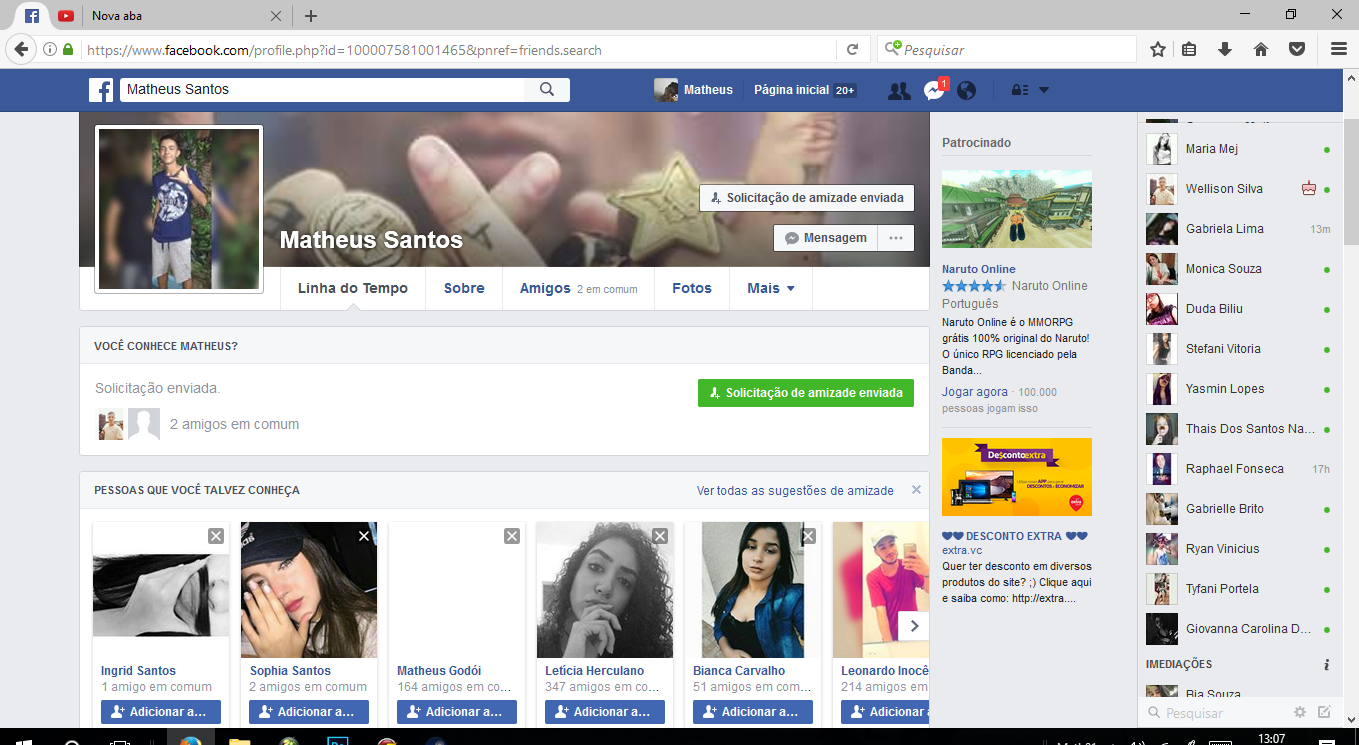 Nova aba
https://www.facebook.com/profile.php?id=100007581001465&pnref=friends.search
Pesquisar
Matheus Santos
Matheus
Página inicial 20+
1
Solicitação de amizade enviada
Mensagem
Matheus Santos
Linha do Tempo
Sobre
Amigos 2 em comum
Fotos
Mais
VOCÊ CONHECE MATHEUS?
Solicitação enviada.
Solicitação de amizade enviada
2 amigos em comum
PESSOAS QUE VOCÊ TALVEZ CONHEÇA
Ver todas as sugestões de amizade
Ingrid Santos
1 amigo em comum
Adicionar a...
Sophia Santos
2 amigos em comum
Adicionar a...
Matheus Godói
164 amigos em co...
Adicionar a...
Letícia Herculano
347 amigos em co...
Adicionar a...
Bianca Carvalho
51 amigos em com...
Adicionar a...
Leonardo Inocê
214 amigos em
Adicionar
Patrocinado
Naruto Online
Naruto Online
Português
Naruto Online é o MMORPG
grátis 100% original do Naruto!
O único RPG licenciado pela
Banda...
Jogar agora · 100.000
pessoas jogam isso
Descontoextra
DESCONTO EXTRA
extra.vc
Quer ter desconto em diversos
produtos do site? ;) Clique aqui
e saiba como: http://extra....
Maria Mej
Wellison Silva
Gabriela Lima 13m
Monica Souza
Duda Biliu
Stefani Vitoria
Yasmin Lopes
Thais Dos Santos Na...
Raphael Fonseca 17h
Gabrielle Brito
Ryan Vinicius
Tyfani Portela
Giovanna Carolina D...
IMEDIAÇÕES
Bia Souza
Pesquisar
13:07